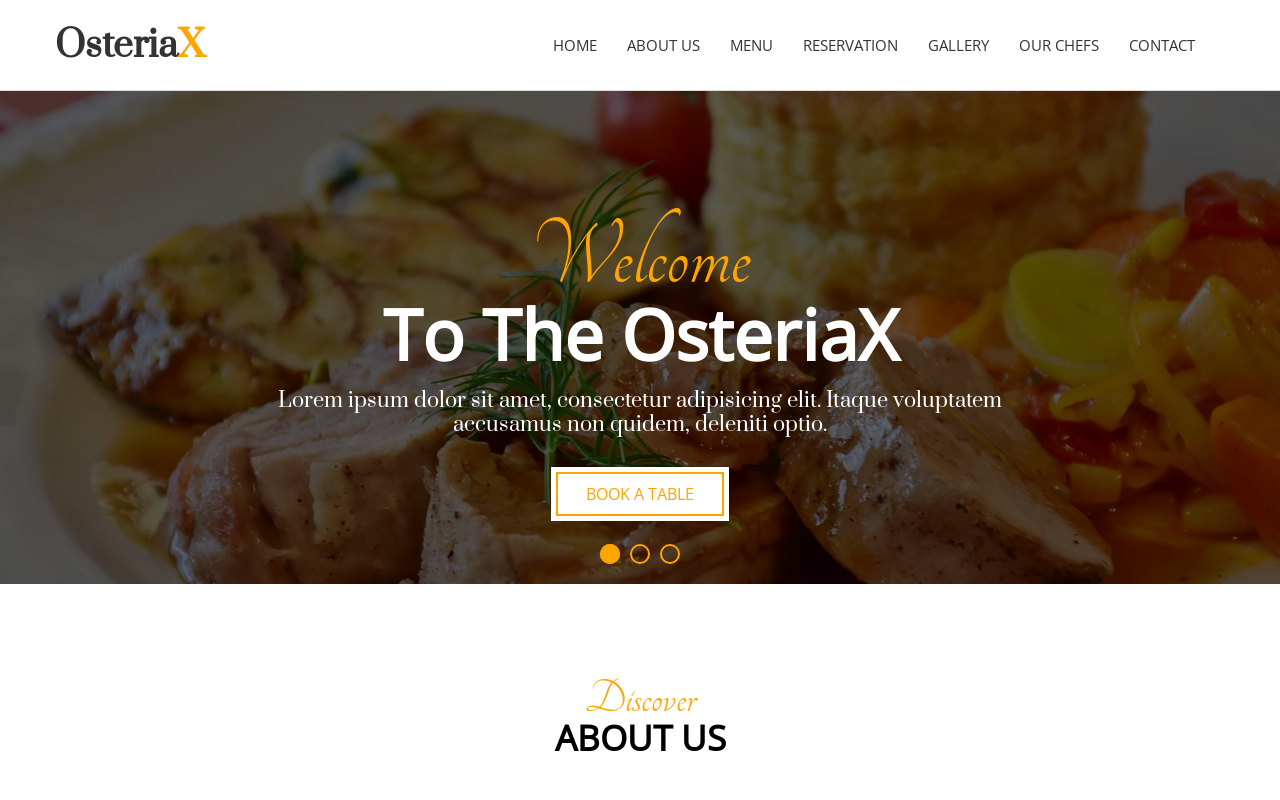 OsteriaX
HOME ABOUT US MENU RESERVATION GALLERY OUR CHEFS CONTACT
Welcome
To The OsteriaX
Lorem ipsum dolor sit amet, consectetur adipisicing elit. Itaque voluptatem
accusamus non quidem, deleniti optio.
BOOK A TABLE
Discover
ABOUT US